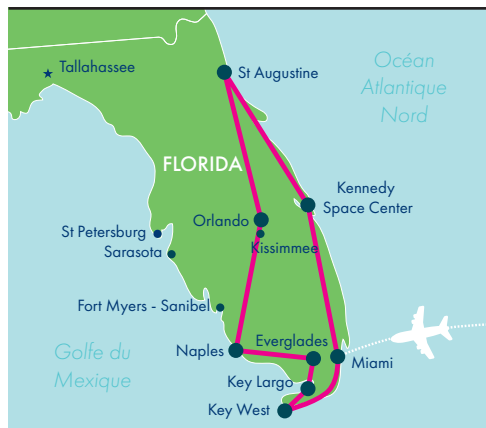 Océan
Atlantique
Nord
Tallahassee
St Augustine
FLORIDA
Kennedy
Space Center
Orlando
Kissimmee
St Petersburg
Sarasota
Fort Myers - Sanibel
Golfe du
Mexique
Naples
Everglades
Miami
Key Largo
Key West